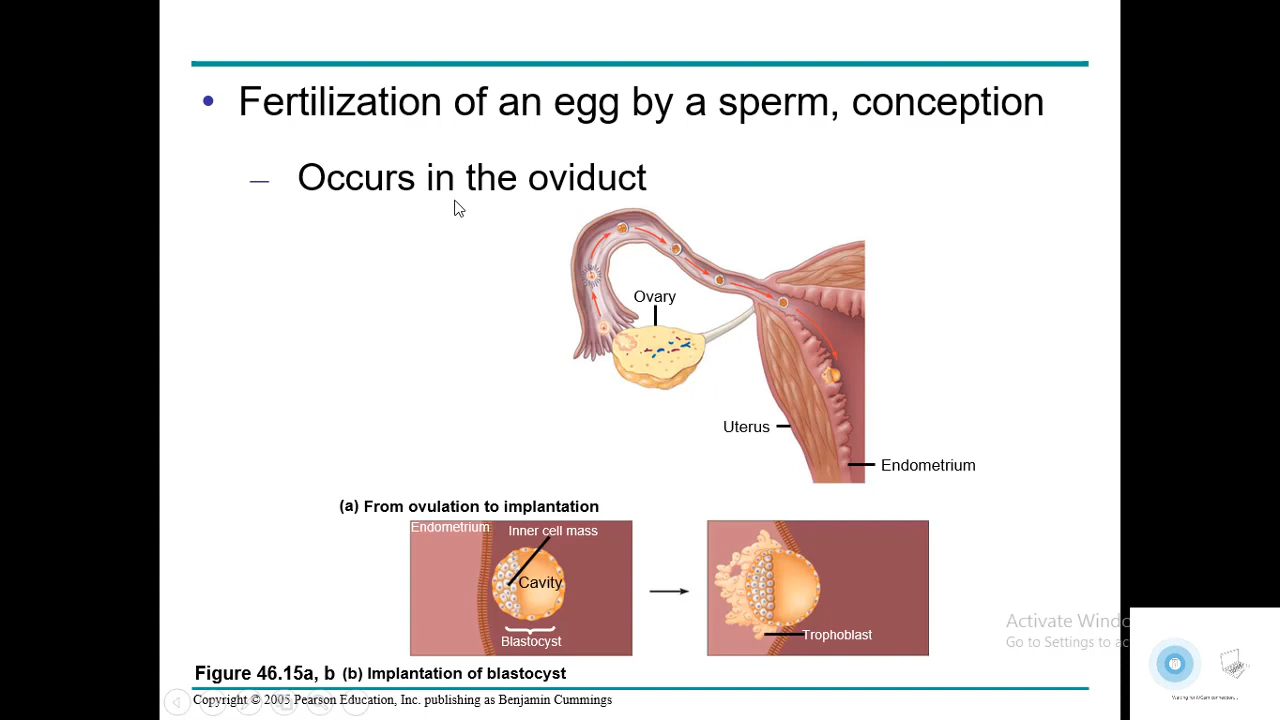 • Fertilization of an egg by a sperm, conception
– Occurs in the oviduct
Ovary
Uterus
Endometrium
(a) From ovulation to implantation
Endometrium
Inner cell mass
Cavity
Blastocyst
Trophoblast
Activate Windo
Go to Settings to ac
Figure 46.15a, b (b) Implantation of blastocyst
Copyright © 2005 Pearson Education, Inc. publishing as Benjamin Cummings